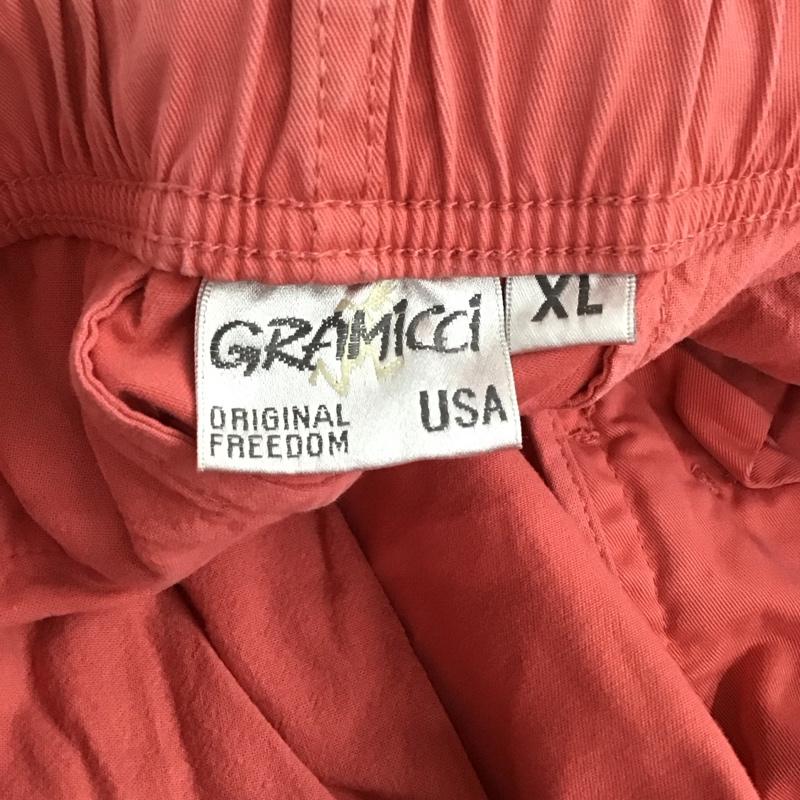 GRAMicci
XL
ORIGINAL
FREEDOM
USA